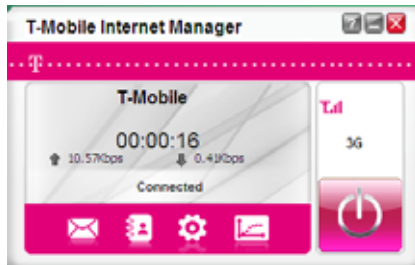 T-Mobile Internet Manager
T
T-Mobile
00:00:16
10.57Kbps 0.41Kbps
Connected
3G